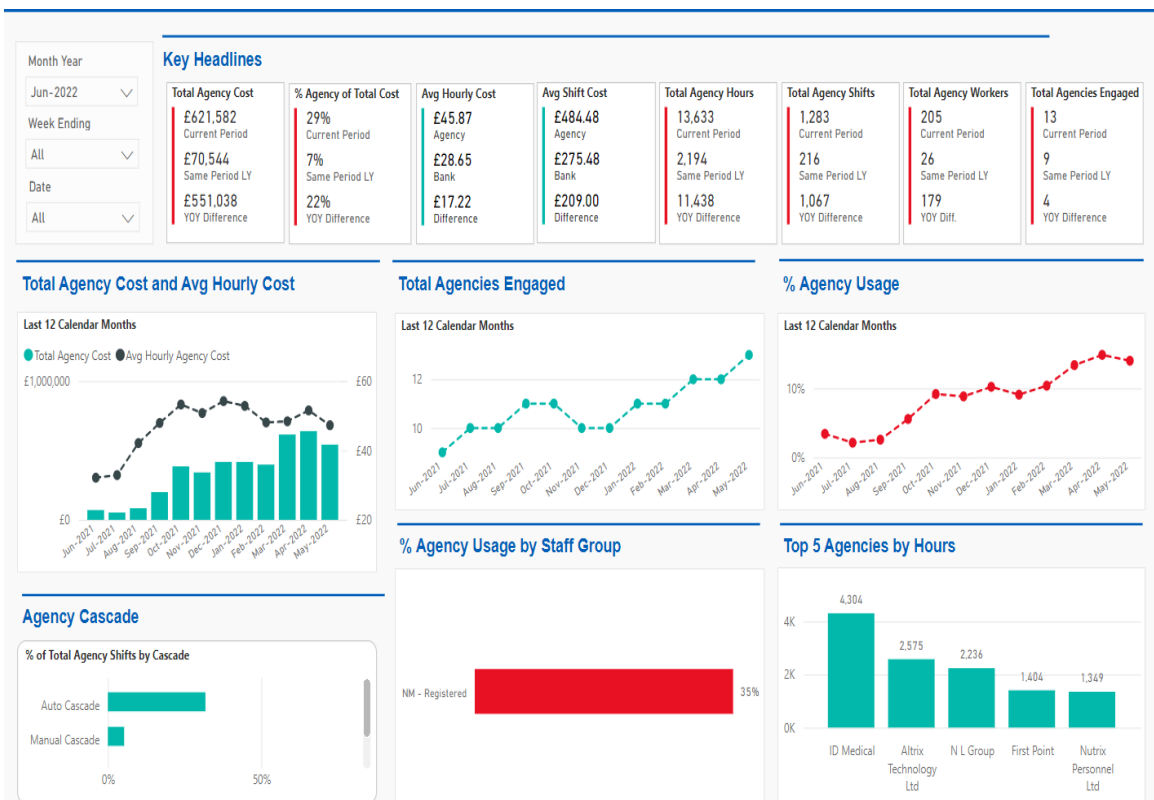 Month Year
Jun-2022
Week Ending
All
Date
All
Key Headlines
Total Agency Cost
£621,582
Current Period
£70,544
Same Period LY
£551,038
YOY Difference
% Agency of Total Cost
29%
Current Period
7%
Same Period LY
22%
YOY Difference
Avg Hourly Cost
£45.87
Agency
£28.65
Bank
£17.22
Difference
Avg Shift Cost
£484.48
Agency
£275.48
Bank
£209.00
Difference
Total Agency Hours
13,633
Current Period
2,194
Same Period LY
11,438
YOY Difference
Total Agency Shifts
1,283
Current Period
216
Same Period LY
1,067
YOY Difference
Total Agency Workers
205
Current Period
26
Same Period LY
179
YOY Diff.
Total Agencies Engaged
13
Current Period
9
Same Period LY
4
YOY Difference
Total Agency Cost and Avg Hourly Cost
Last 12 Calendar Months
Total Agency Cost Avg Hourly Agency Cost
£1,000,000
£0
£60
£40
£20
Jun-2021 Jul-2021 Aug-2021 Sep-2021 Oct-2021 Nov-2021 Dec-2021 Jan-2022 Feb-2022 Mar-2022 Apr-2022 May-2022
Total Agencies Engaged
Last 12 Calendar Months
12
10
Jun-2021 Jul-2021 Aug-2021 Sep-2021 Oct-2021 Nov-2021 Dec-2021 Jan-2022 Feb-2022 Mar-2022 Apr-2022 May-2022
% Agency Usage
Last 12 Calendar Months
10%
0%
Jun-2021 Jul-2021 Aug-2021 Sep-2021 Oct-2021 Nov-2021 Dec-2021 Jan-2022 Feb-2022 Mar-2022 Apr-2022 May-2022
Agency Cascade
% of Total Agency Shifts by Cascade
Auto Cascade
Manual Cascade
0% 50%
% Agency Usage by Staff Group
NM - Registered
35%
Top 5 Agencies by Hours
4K
2K
0K
4,304
2,575
2,236
1,404
1,349
ID Medical
Altrix
Technology
Ltd
N L Group
First Point
Nutrix
Personnel
Ltd